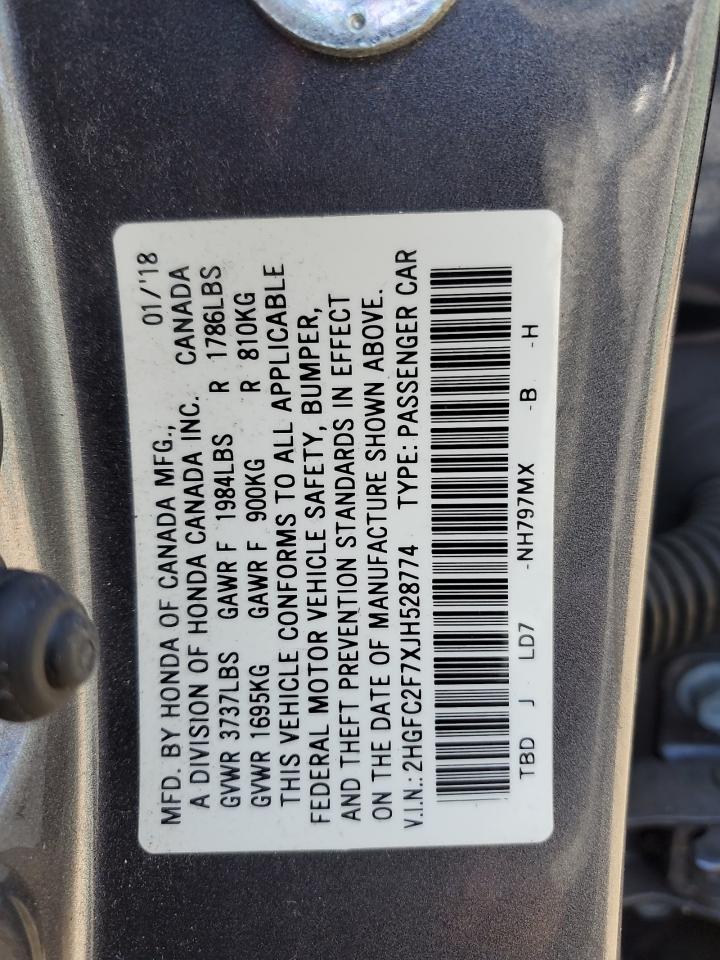 MFD. BY HONDA OF CANADA MFG., 01/'18
A DIVISION OF HONDA CANADA INC. CANADA
GVWR 3737LBS GAWR F 1984LBS R 1786LBS
GVWR 1695KG GAWR F 900KG R 810KG
THIS VEHICLE CONFORMS TO ALL APPLICABLE
FEDERAL MOTOR VEHICLE SAFETY, BUMPER,
AND THEFT PREVENTION STANDARDS IN EFFECT
ON THE DATE OF MANUFACTURE SHOWN ABOVE.
V.I.N.: 2HGFC2F7XJH528774 TYPE: PASSENGER CAR
TBD J LD7 -NH797MX -B -H